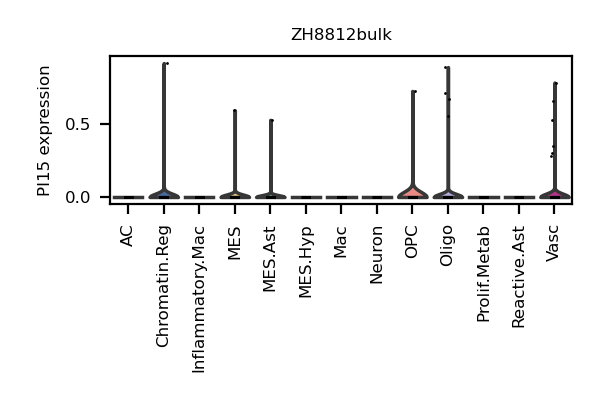 ZH8812bulk
PI15 expression
0.5
0.0
AC
Chromatin.Reg
Inflammatory.Mac
MES
MES.Ast
MES.Hyp
Mac
Neuron
OPC
Oligo
Prolif.Metab
Reactive.Ast
Vasc